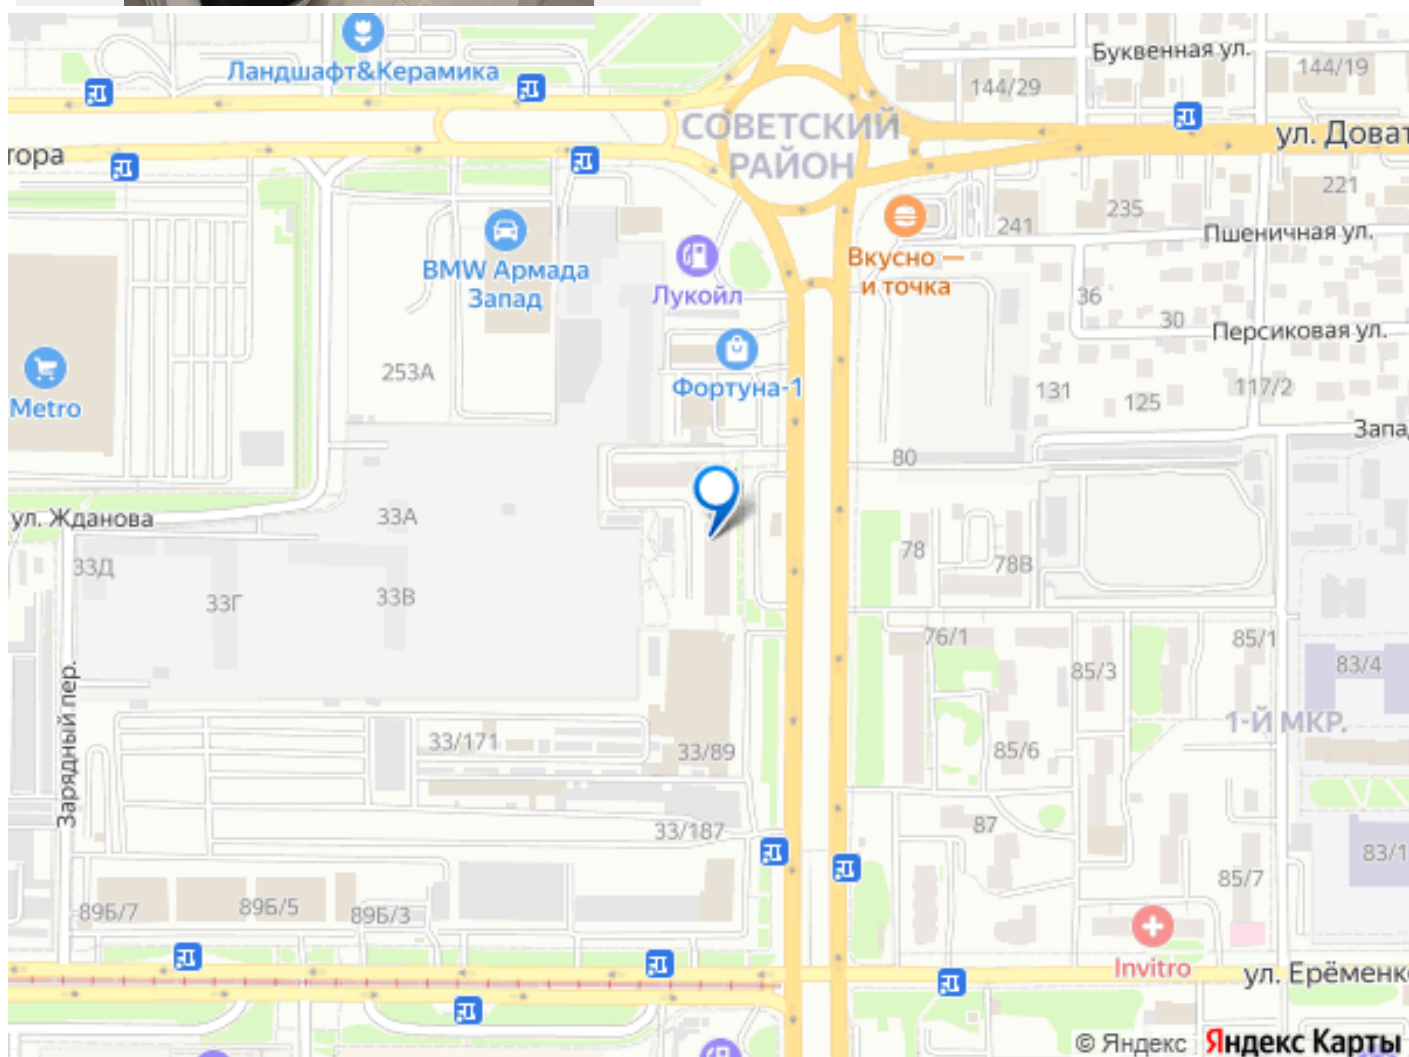 Буквенная ул.
144/19
Ландшафт&Керамика
144/29
СОВЕТСКИЙ
РАЙОН
ул. Доват
тора
221
235
241
Пшеничная ул.
BMW Армада
Запад
Вкусно —
и точка
Лукойл
36
30
Персиковая ул.
253А
Фортуна-1
131
125
117/2
Metro
Запа
80
ул. Жданова
33А
78
78В
33Д
33Г
33В
76/1
85/1
85/3
83/4
Зарядный пер.
1-Й МКР.
33/171
33/89
85/6
33/187
87
83/1
85/7
89Б/7
89Б/5
89Б/3
Invitro
ул. Ерёменк
© Яндекс Яндекс Карты